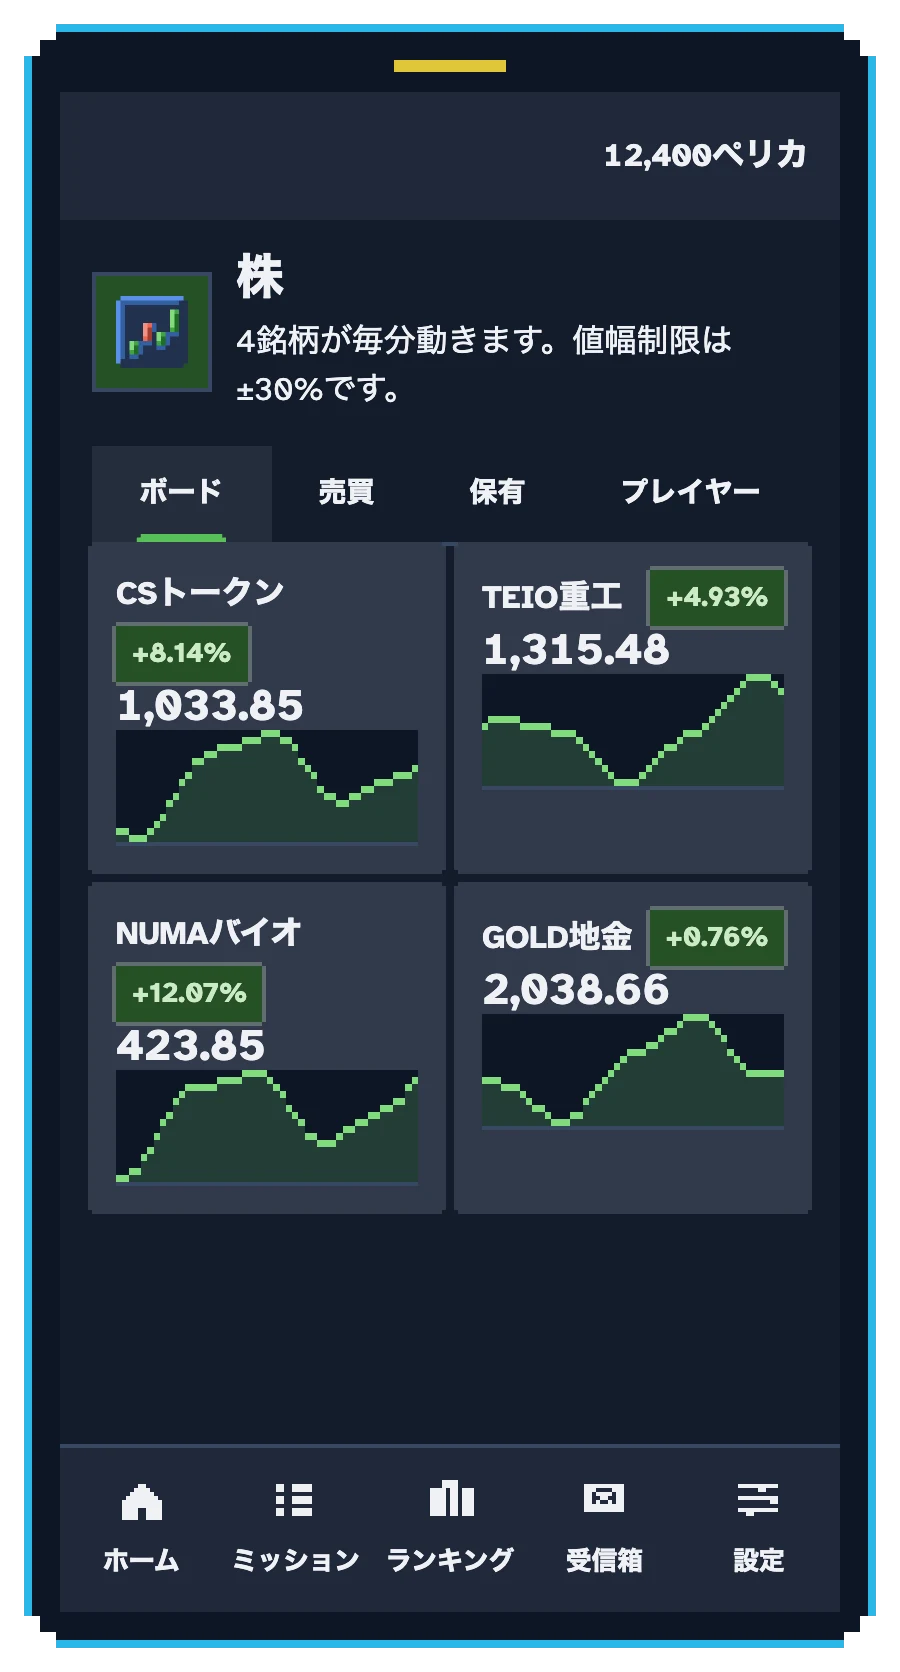 12,400ペリカ
株
4銘柄が毎分動きます。値幅制限は
±30%です。
ボード 売買 保有 プレイヤー
CSトークン
+8.14%
1,033.85
TEIO重工 +4.93%
1,315.48
NUMAバイオ
+12.07%
423.85
GOLD地金 +0.76%
2,038.66
ホーム ミッション ランキング 受信箱 設定